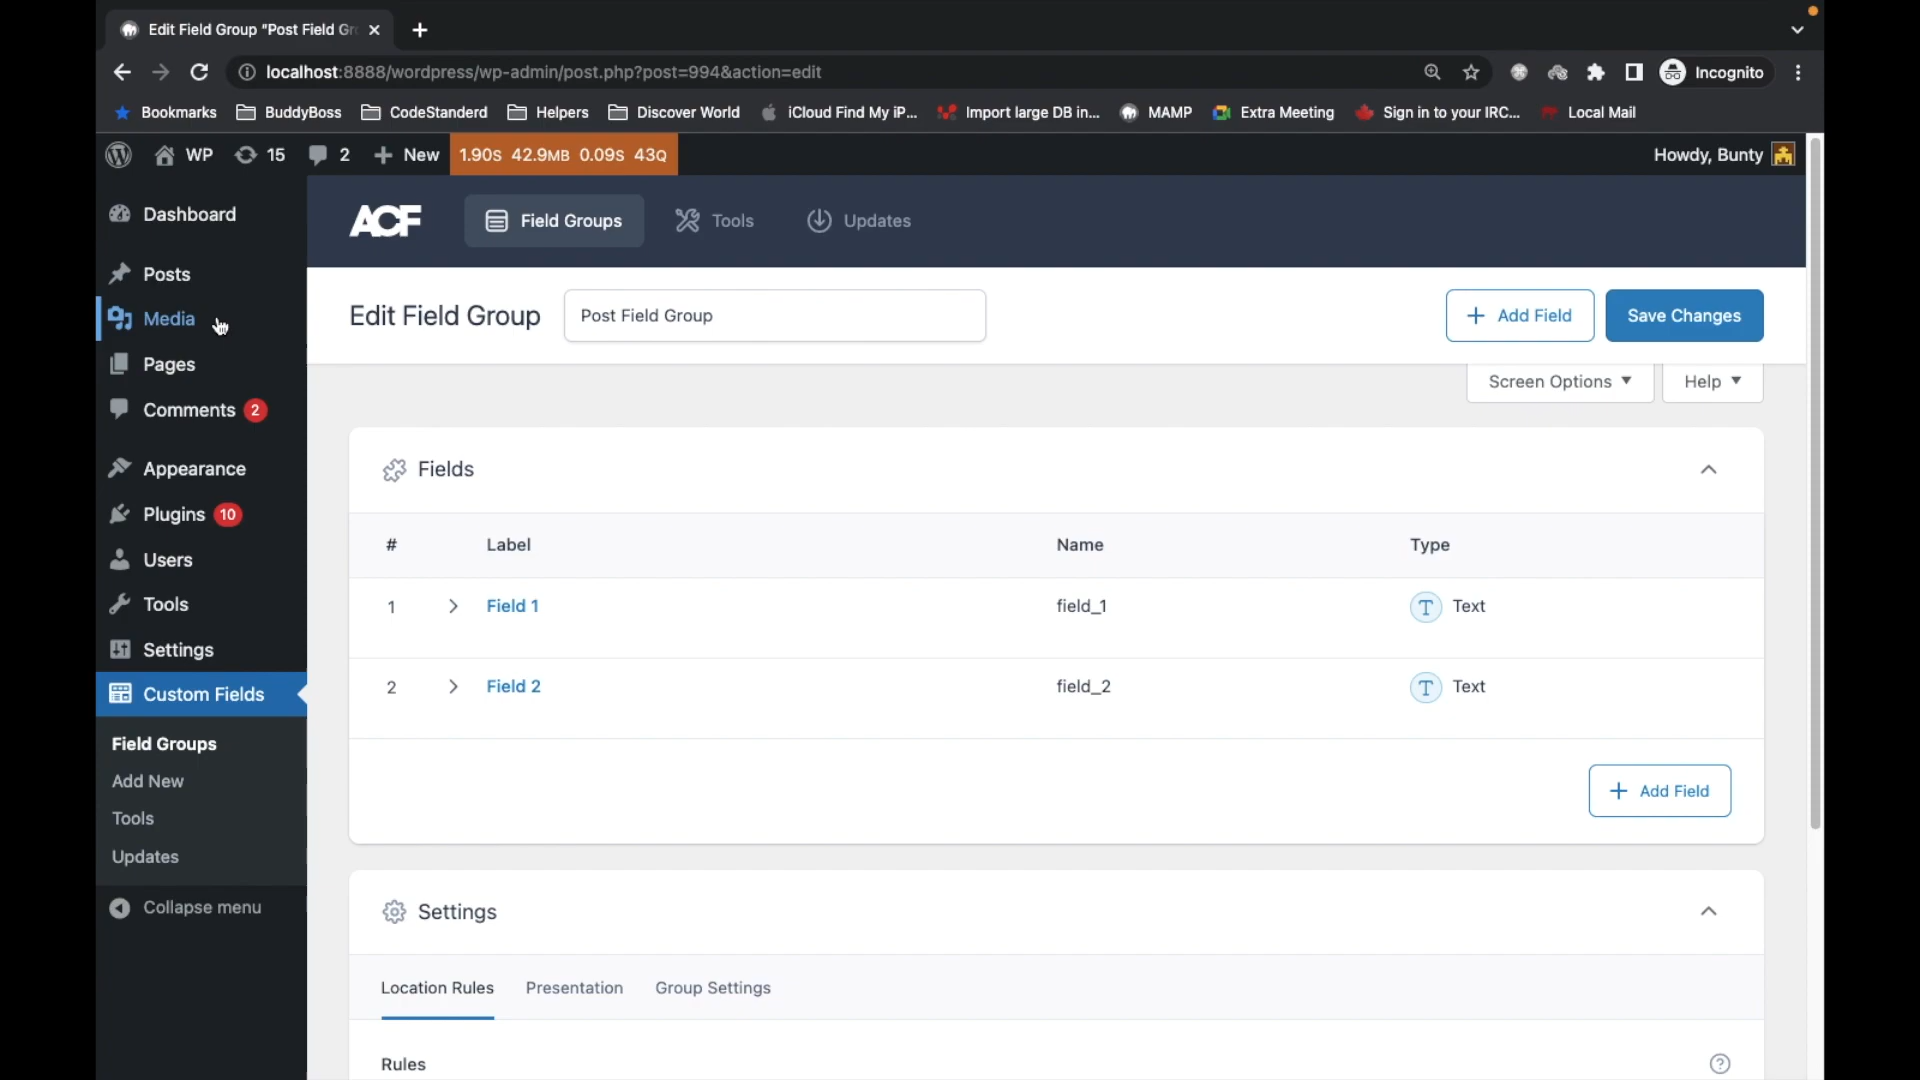 Edit Field Group "Post Field Gr
localhost:8888/wordpress/wp-admin/post.php?post=994&action=edit
Incognito
Bookmarks BuddyBoss CodeStanderd Helpers Discover World iCloud Find My iP... Import large DB in... MAMP Extra Meeting Sign in to your IRC... Local Mail
WP 15 2 + New 1.90S 42.9MB 0.09S 43Q Howdy, Bunty
Dashboard
Posts
Media
Pages
Comments 2
Appearance
Plugins 10
Users
Tools
Settings
Custom Fields
Field Groups
Add New
Tools
Updates
Collapse menu
ACF Field Groups Tools Updates
Edit Field Group Post Field Group + Add Field Save Changes
Screen Options Help
Fields
# Label Name Type
1 Field 1 field_1 T Text
2 Field 2 field_2 T Text
+ Add Field
Settings
Location Rules Presentation Group Settings
Rules ?